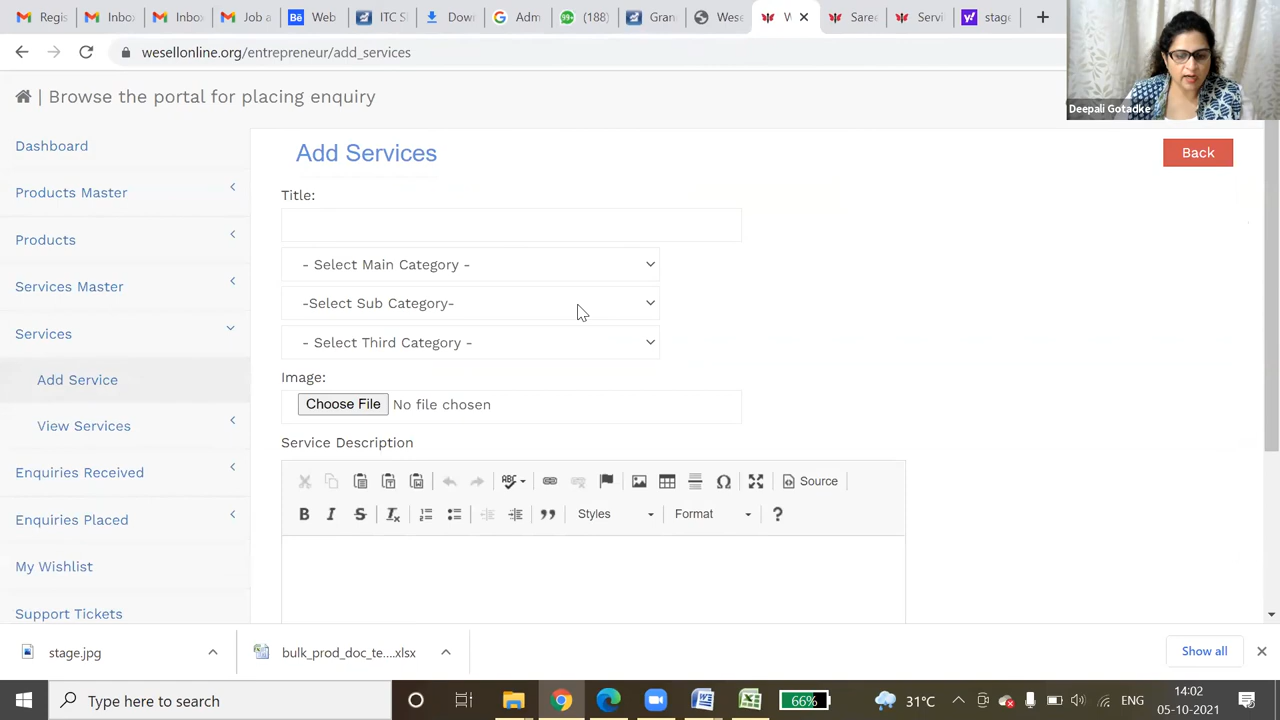 Regis
Inbo
Inbox
Job a
Web
ITC S
Dow
Adm
99+ (188)
Gran
Wese
W
Sare
Servi
stage
wesellonline.org/entrepreneur/add_services
Deepali Gotadke
| Browse the portal for placing enquiry
Dashboard
Products Master
Products
Services Master
Services
Add Service
View Services
Enquiries Received
Enquiries Placed
My Wishlist
Support Tickets
Add Services
Back
Title:
- Select Main Category -
-Select Sub Category-
- Select Third Category -
Image:
Choose File No file chosen
Service Description
ABC
Source
B I S Tx Styles Format ?
stage.jpg
bulk_prod_doc_te....xlsx
Show all
Type here to search
66%
31°C
ENG
14:02
05-10-2021